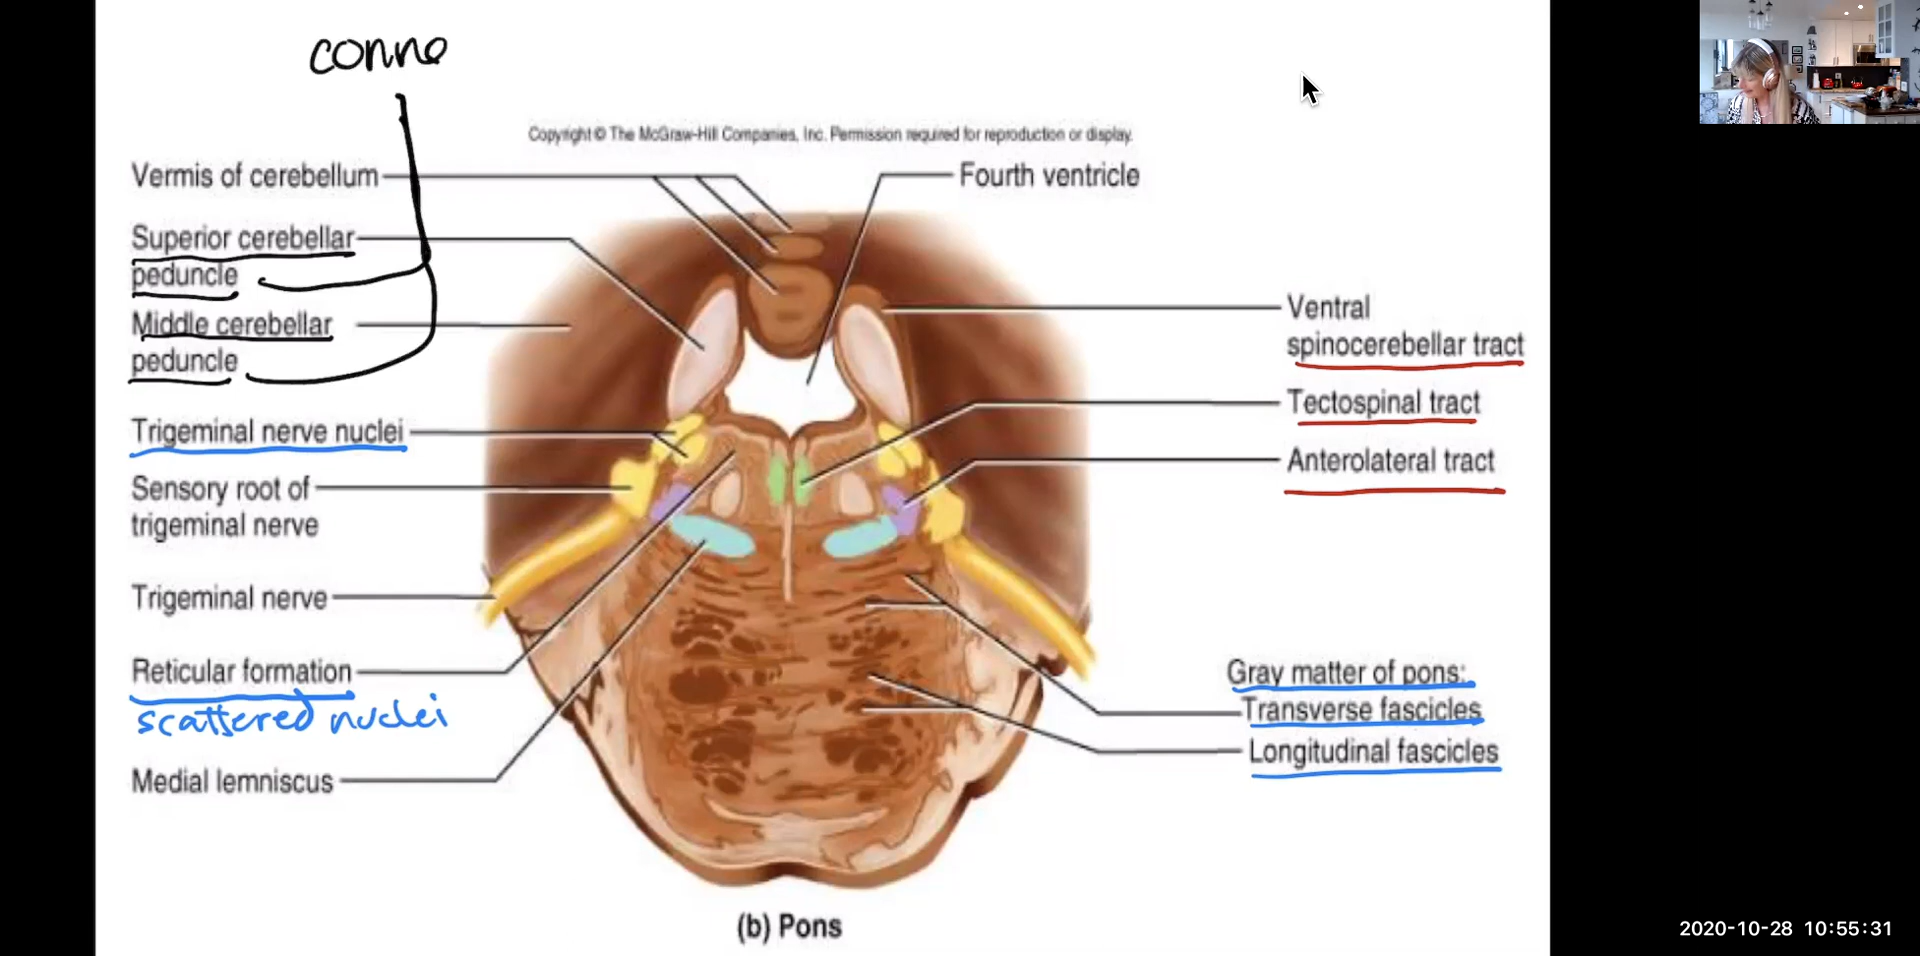 conne
Copyright © The McGraw-Hill Companies, Inc. Permission required for reproduction or display.
Vermis of cerebellum
Superior cerebellar
peduncle
Middle cerebellar
peduncle
Trigeminal nerve nuclei
Sensory root of
trigeminal nerve
Trigeminal nerve
Reticular formation
scattered nuclei
Medial lemniscus
Fourth ventricle
Ventral
spinocerebellar tract
Tectospinal tract
Anterolateral tract
Gray matter of pons:
Transverse fascicles
Longitudinal fascicles
(b) Pons
2020-10-28 10:55:31